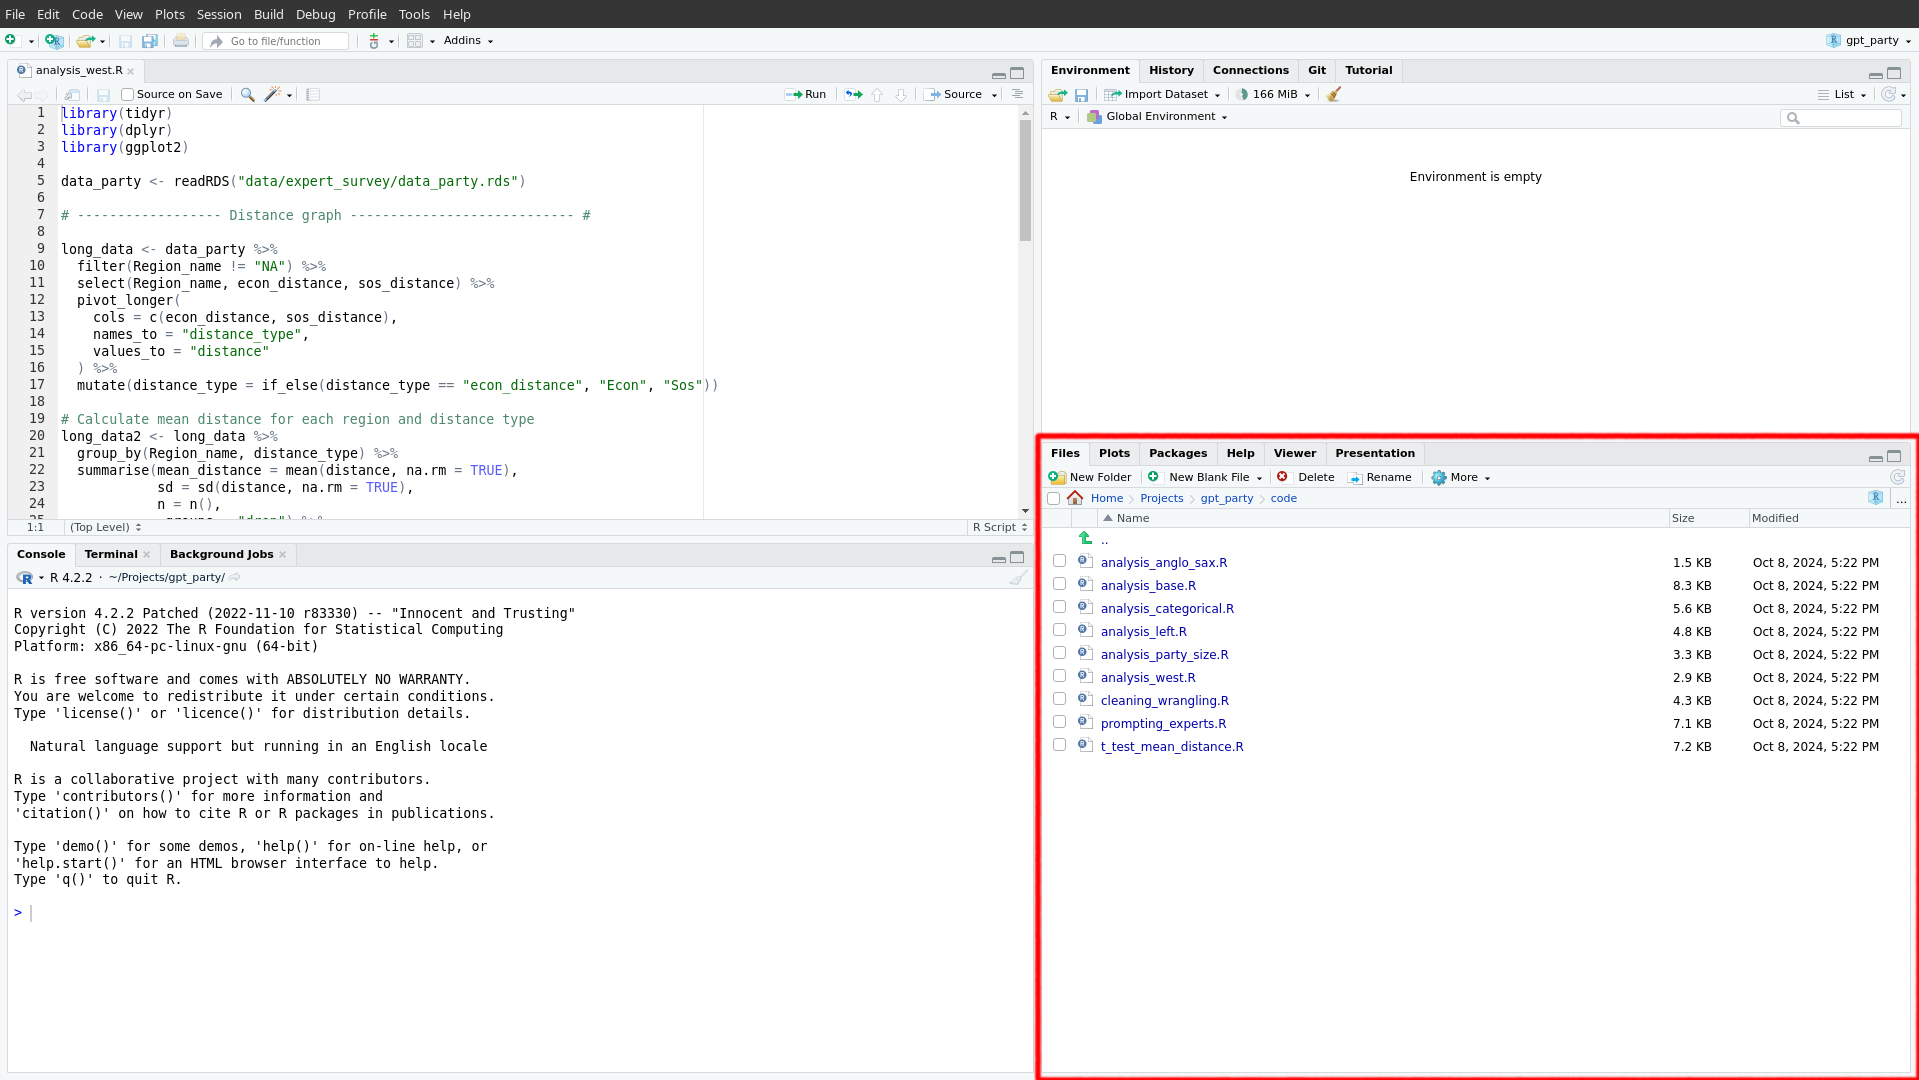 File Edit Code View Plots Session Build Debug Profile Tools Help
Go to file/function Addins gpt_party
analysis_west.R
Source on Save Run Source
1 library(tidyr)
2 library(dplyr)
3 library(ggplot2)
4
5 data_party <- readRDS("data/expert_survey/data_party.rds")
6
7 # ------------------ Distance graph ---------------------------- #
8
9 long_data <- data_party %>%
10 filter(Region_name != "NA") %>%
11 select(Region_name, econ_distance, sos_distance) %>%
12 pivot_longer(
13 cols = c(econ_distance, sos_distance),
14 names_to = "distance_type",
15 values_to = "distance"
16 ) %>%
17 mutate(distance_type = if_else(distance_type == "econ_distance", "Econ", "Sos"))
18
19 # Calculate mean distance for each region and distance type
20 long_data2 <- long_data %>%
21 group_by(Region_name, distance_type) %>%
22 summarise(mean_distance = mean(distance, na.rm = TRUE),
23 sd = sd(distance, na.rm = TRUE),
24 n = n(),
1:1 (Top Level) R Script
Console Terminal Background Jobs
R 4.2.2 · ~/Projects/gpt_party/
R version 4.2.2 Patched (2022-11-10 r83330) -- "Innocent and Trusting"
Copyright (C) 2022 The R Foundation for Statistical Computing
Platform: x86_64-pc-linux-gnu (64-bit)
R is free software and comes with ABSOLUTELY NO WARRANTY.
You are welcome to redistribute it under certain conditions.
Type 'license()' or 'licence()' for distribution details.
Natural language support but running in an English locale
R is a collaborative project with many contributors.
Type 'contributors()' for more information and
'citation()' on how to cite R or R packages in publications.
Type 'demo()' for some demos, 'help()' for on-line help, or
'help.start()' for an HTML browser interface to help.
Type 'q()' to quit R.
>
Environment History Connections Git Tutorial
Import Dataset 166 MiB List
R Global Environment
Environment is empty
Files Plots Packages Help Viewer Presentation
New Folder New Blank File Delete Rename More
Home Projects gpt_party code ...
Name Size Modified
..
analysis_anglo_sax.R 1.5 KB Oct 8, 2024, 5:22 PM
analysis_base.R 8.3 KB Oct 8, 2024, 5:22 PM
analysis_categorical.R 5.6 KB Oct 8, 2024, 5:22 PM
analysis_left.R 4.8 KB Oct 8, 2024, 5:22 PM
analysis_party_size.R 3.3 KB Oct 8, 2024, 5:22 PM
analysis_west.R 2.9 KB Oct 8, 2024, 5:22 PM
cleaning_wrangling.R 4.3 KB Oct 8, 2024, 5:22 PM
prompting_experts.R 7.1 KB Oct 8, 2024, 5:22 PM
t_test_mean_distance.R 7.2 KB Oct 8, 2024, 5:22 PM